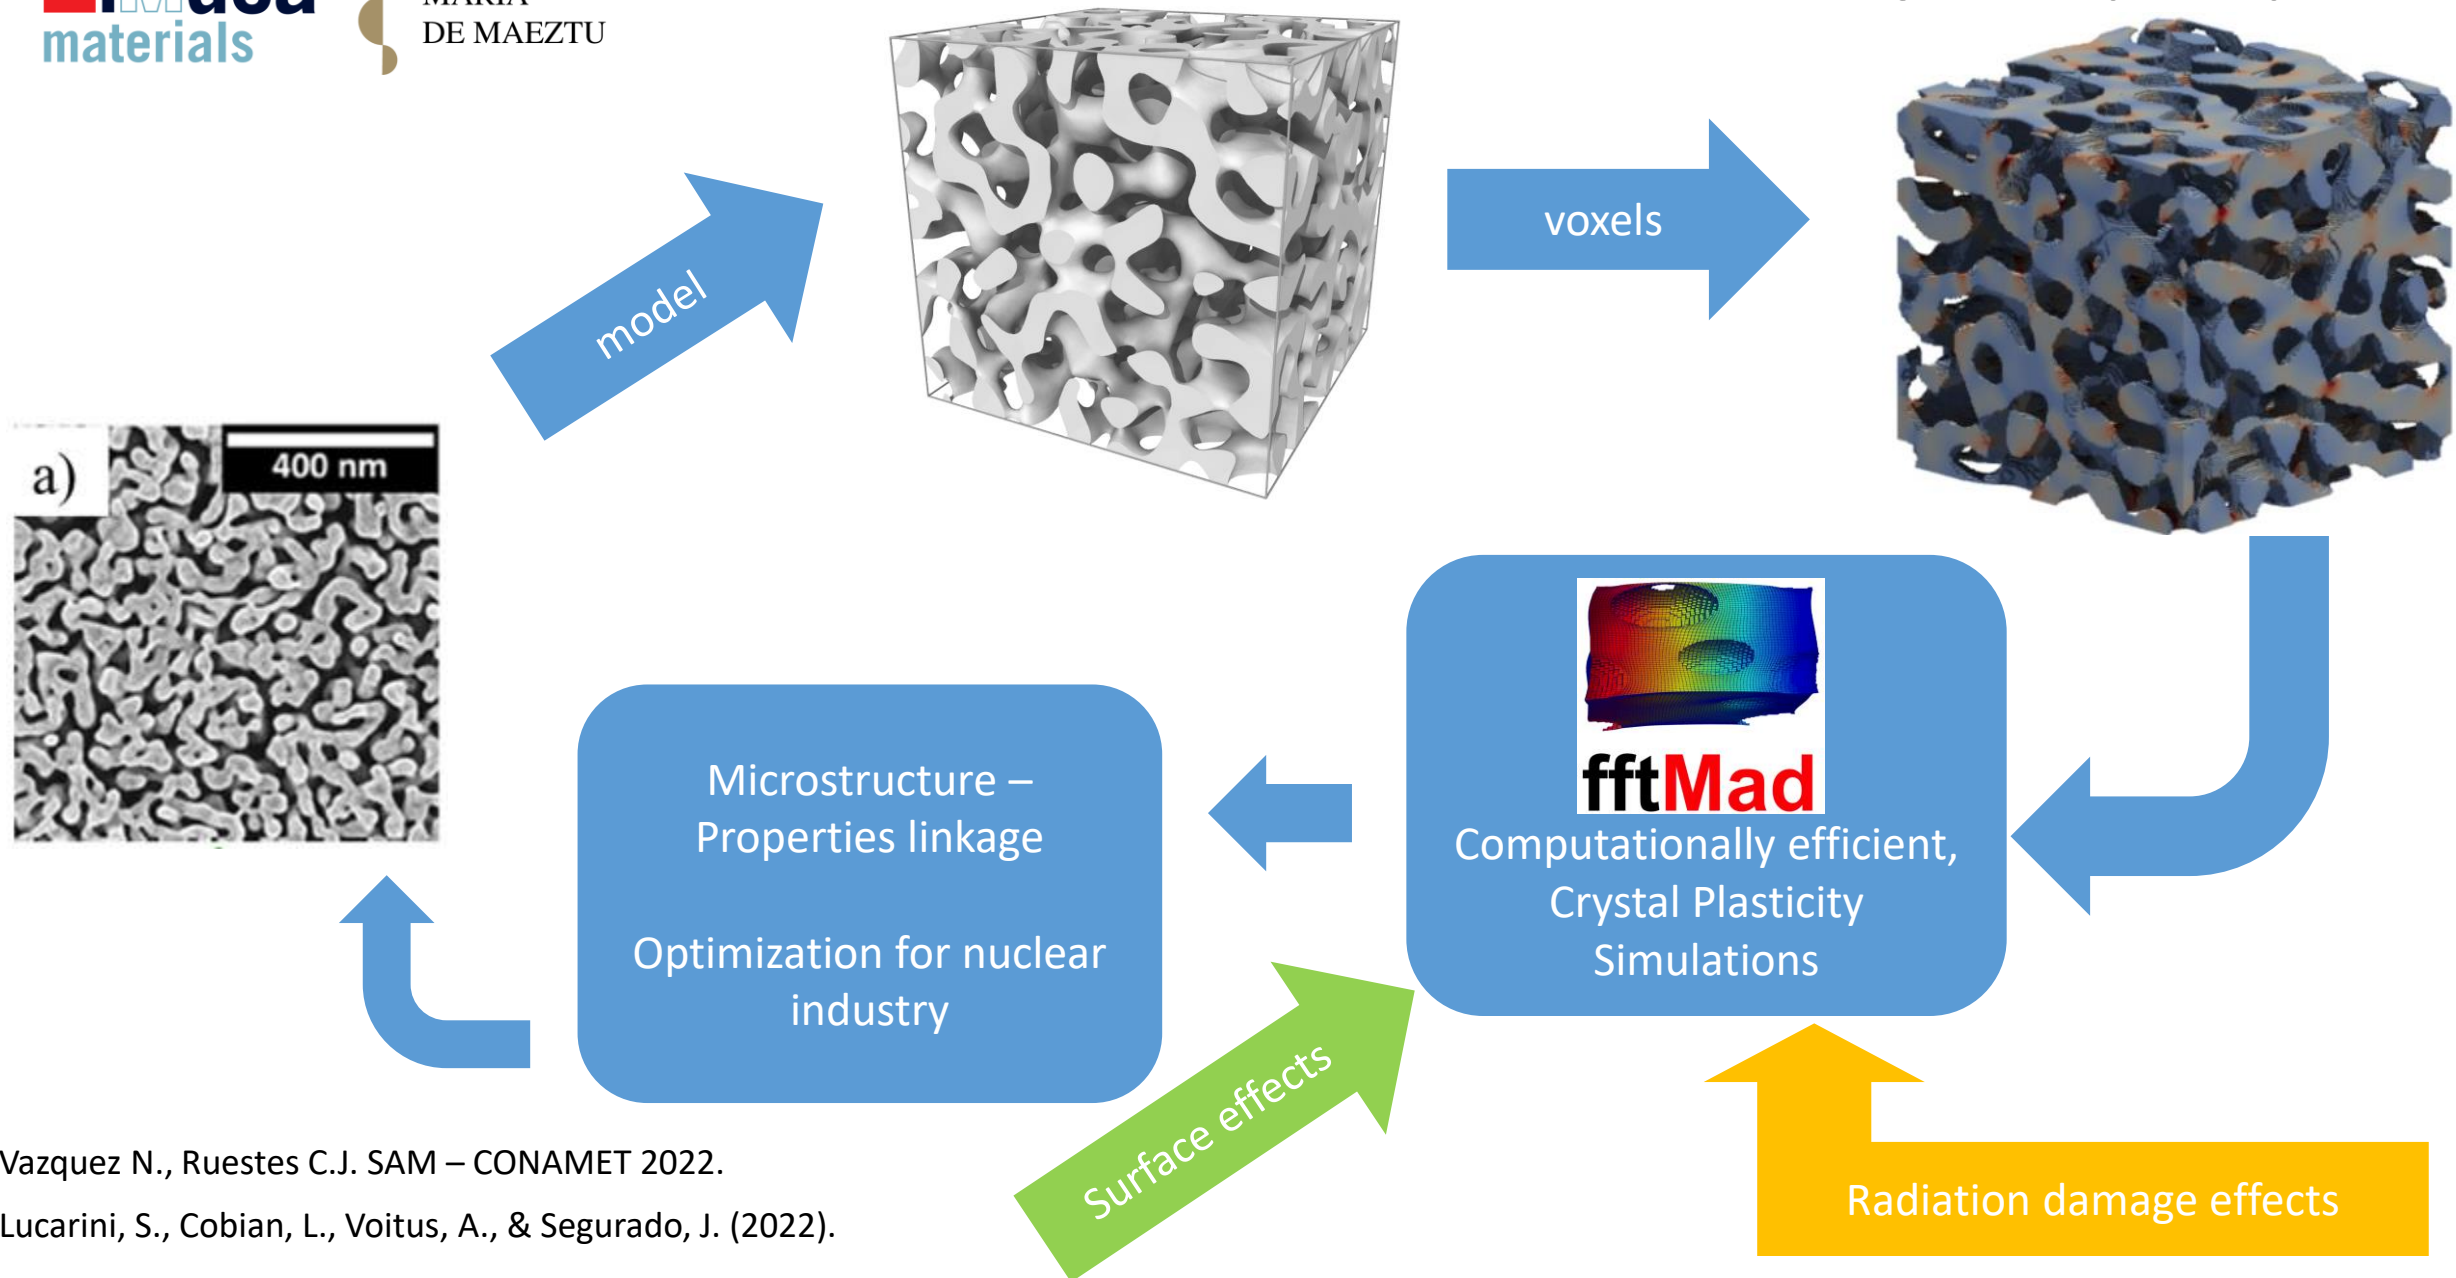 materials
DE MAEZTU
model
voxels
a)
400 nm
fftMad
Computationally efficient,
Crystal Plasticity
Simulations
Microstructure –
Properties linkage
Optimization for nuclear
industry
Surface effects
Radiation damage effects
Vazquez N., Ruestes C.J. SAM – CONAMET 2022.
Lucarini, S., Cobian, L., Voitus, A., & Segurado, J. (2022).